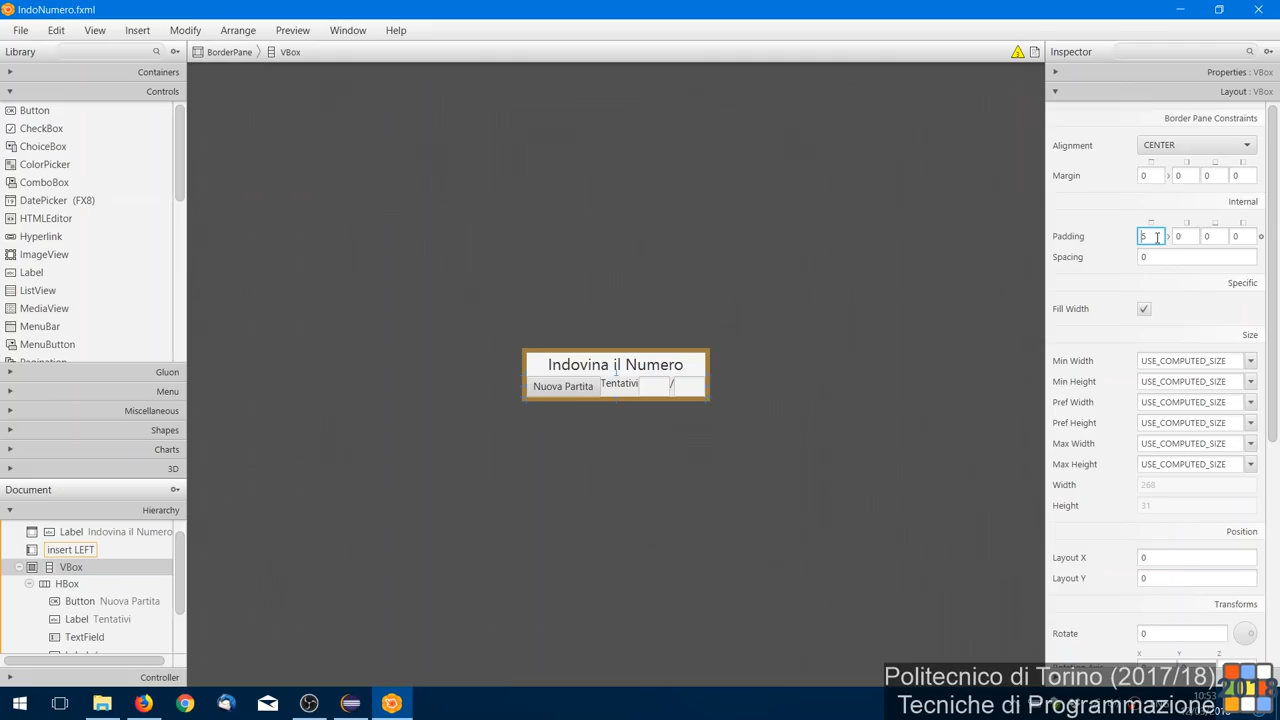 IndoNumero.fxml
File Edit View Insert Modify Arrange Preview Window Help
Library
BorderPane VBox
Inspector
Containers
Controls
Button
CheckBox
ChoiceBox
ColorPicker
ComboBox
DatePicker (FX8)
HTMLEditor
Hyperlink
ImageView
Label
ListView
MediaView
MenuBar
MenuButton
Gluon
Menu
Miscellaneous
Shapes
Charts
3D
Document
Hierarchy
Label Indovina il Numero
insert LEFT
VBox
HBox
Button Nuova Partita
Label Tentativi
TextField
Controller
Indovina il Numero
Nuova Partita Tentativi /
Properties : VBox
Layout : VBox
Border Pane Constraints
Alignment CENTER
Margin 0 0 0 0
Internal
Padding 5 0 0 0
Spacing 0
Specific
Fill Width
Size
Min Width USE_COMPUTED_SIZE
Min Height USE_COMPUTED_SIZE
Pref Width USE_COMPUTED_SIZE
Pref Height USE_COMPUTED_SIZE
Max Width USE_COMPUTED_SIZE
Max Height USE_COMPUTED_SIZE
Width 268
Height 31
Position
Layout X 0
Layout Y 0
Transforms
Rotate 0
X Y Z
Politecnico di Torino (2017/18)
Tecniche di Programmazione
2018
10:53